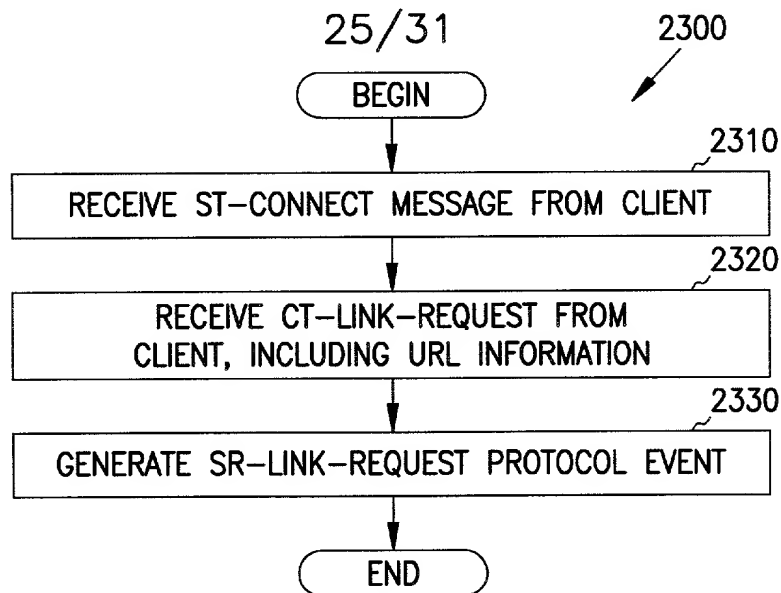 25/31
2300
BEGIN
2310
RECEIVE ST-CONNECT MESSAGE FROM CLIENT
2320
RECEIVE CT-LINK-REQUEST FROM
CLIENT, INCLUDING URL INFORMATION
2330
GENERATE SR-LINK-REQUEST PROTOCOL EVENT
END